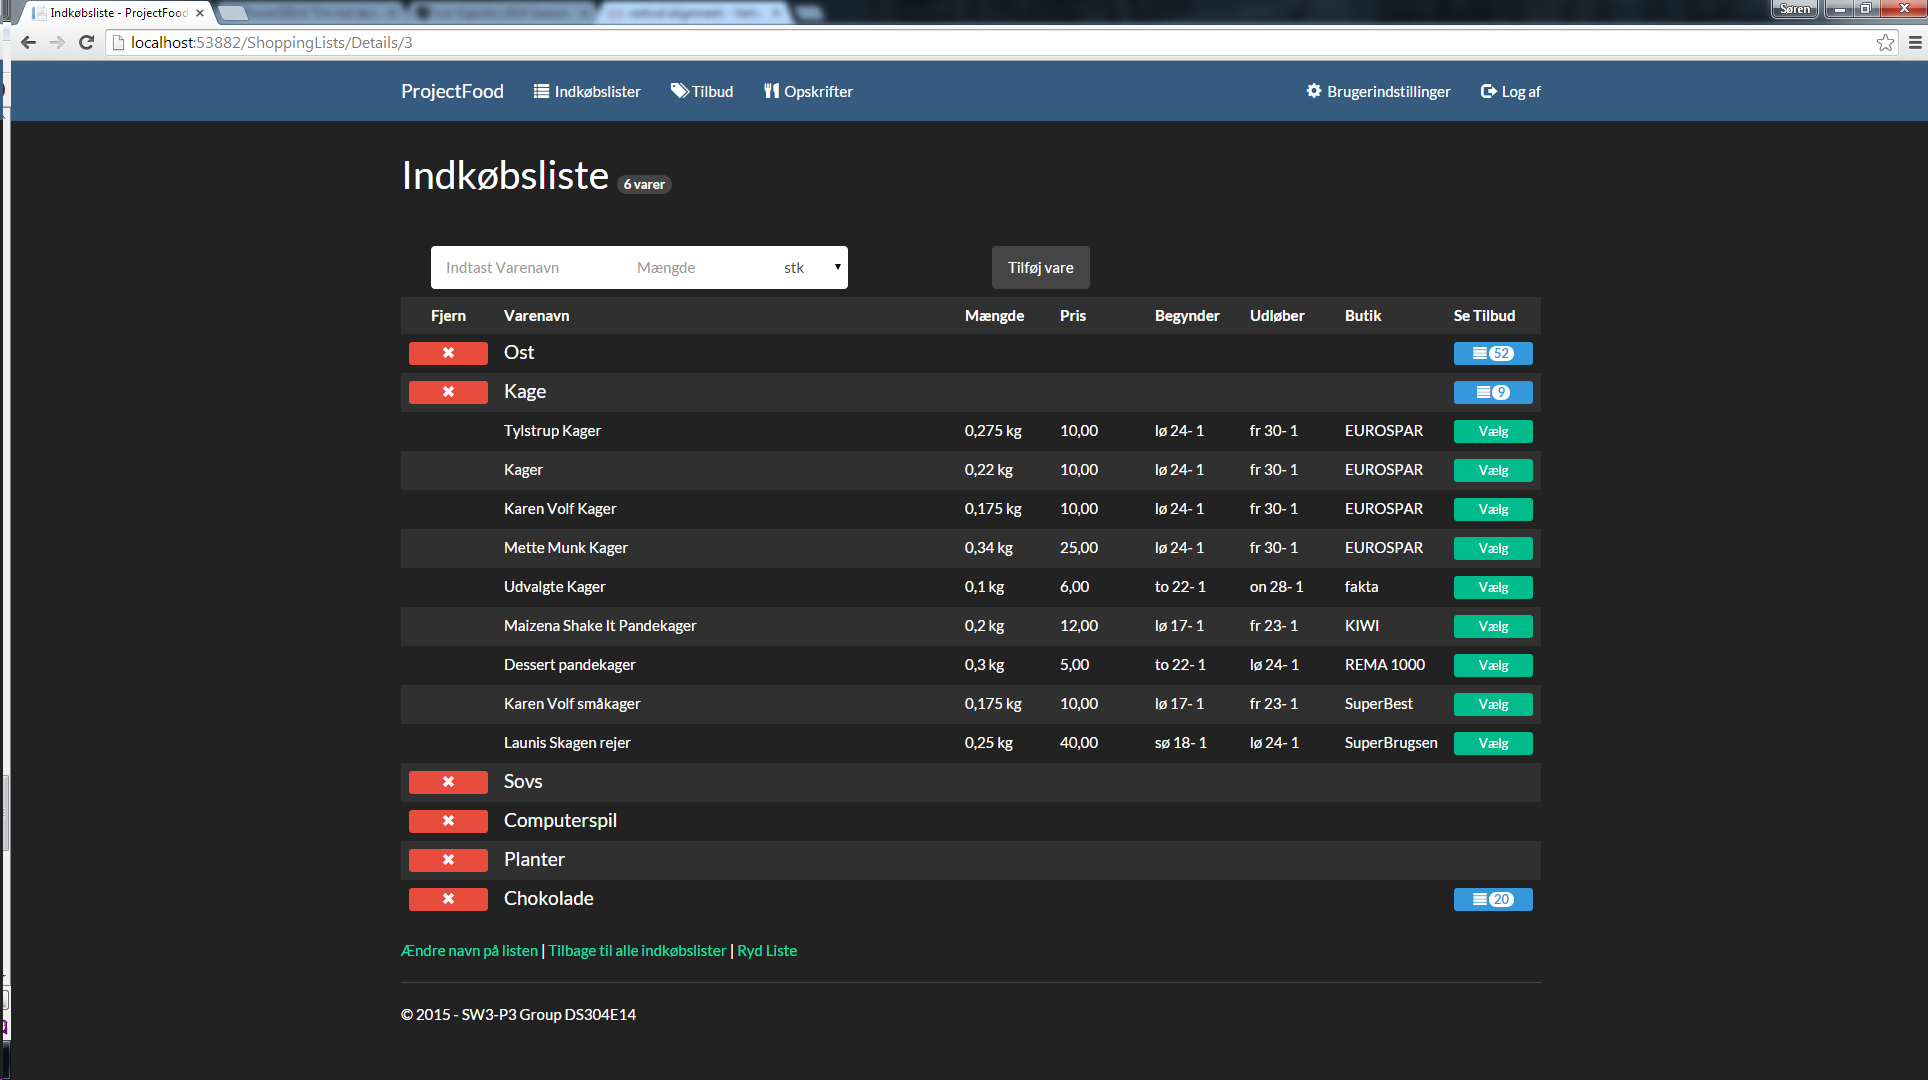 Indkøbsliste - ProjectFood
Søren
localhost:53882/ShoppingLists/Details/3
ProjectFood Indkøbslister Tilbud Opskrifter Brugerindstillinger Log af
Indkøbsliste 6 varer
Indtast Varenavn Mængde stk Tilføj vare
Fjern Varenavn Mængde Pris Begynder Udløber Butik Se Tilbud
Ost 52
Kage 9
Tylstrup Kager 0,275 kg 10,00 lø 24- 1 fr 30- 1 EUROSPAR Vælg
Kager 0,22 kg 10,00 lø 24- 1 fr 30- 1 EUROSPAR Vælg
Karen Volf Kager 0,175 kg 10,00 lø 24- 1 fr 30- 1 EUROSPAR Vælg
Mette Munk Kager 0,34 kg 25,00 lø 24- 1 fr 30- 1 EUROSPAR Vælg
Udvalgte Kager 0,1 kg 6,00 to 22- 1 on 28- 1 fakta Vælg
Maizena Shake It Pandekager 0,2 kg 12,00 lø 17- 1 fr 23- 1 KIWI Vælg
Dessert pandekager 0,3 kg 5,00 to 22- 1 lø 24- 1 REMA 1000 Vælg
Karen Volf småkager 0,175 kg 10,00 lø 17- 1 fr 23- 1 SuperBest Vælg
Launis Skagen rejer 0,25 kg 40,00 sø 18- 1 lø 24- 1 SuperBrugsen Vælg
Sovs
Computerspil
Planter
Chokolade 20
Ændre navn på listen | Tilbage til alle indkøbslister | Ryd Liste
© 2015 - SW3-P3 Group DS304E14